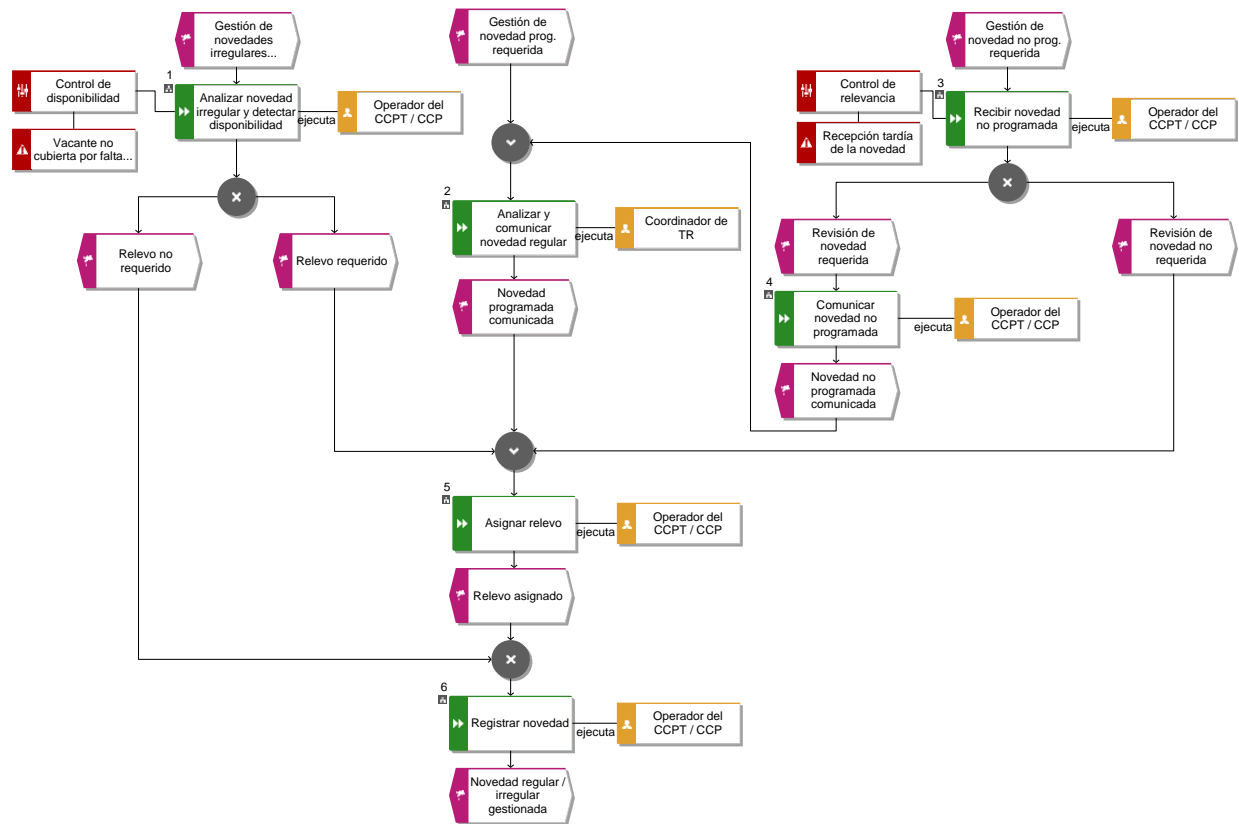 Gestión de
novedades
irregulares...
Gestión de
novedad prog.
requerida
Gestión de
novedad no prog.
requerida
1
Control de
disponibilidad
Analizar novedad
irregular y detectar
disponibilidad
ejecuta
Operador del
CCPT / CCP
Vacante no
cubierta por falta...
Control de
relevancia
3
Recibir novedad
no programada
ejecuta
Operador del
CCPT / CCP
Recepción tardía
de la novedad
2
Analizar y
comunicar
novedad regular
ejecuta
Coordinador de
TR
Relevo no
requerido
Relevo requerido
Revisión de
novedad
requerida
Revisión de
novedad no
requerida
Novedad
programada
comunicada
4
Comunicar
novedad no
programada
ejecuta
Operador del
CCPT / CCP
Novedad no
programada
comunicada
5
Asignar relevo
ejecuta
Operador del
CCPT / CCP
Relevo asignado
6
Registrar novedad
ejecuta
Operador del
CCPT / CCP
Novedad regular /
irregular
gestionada